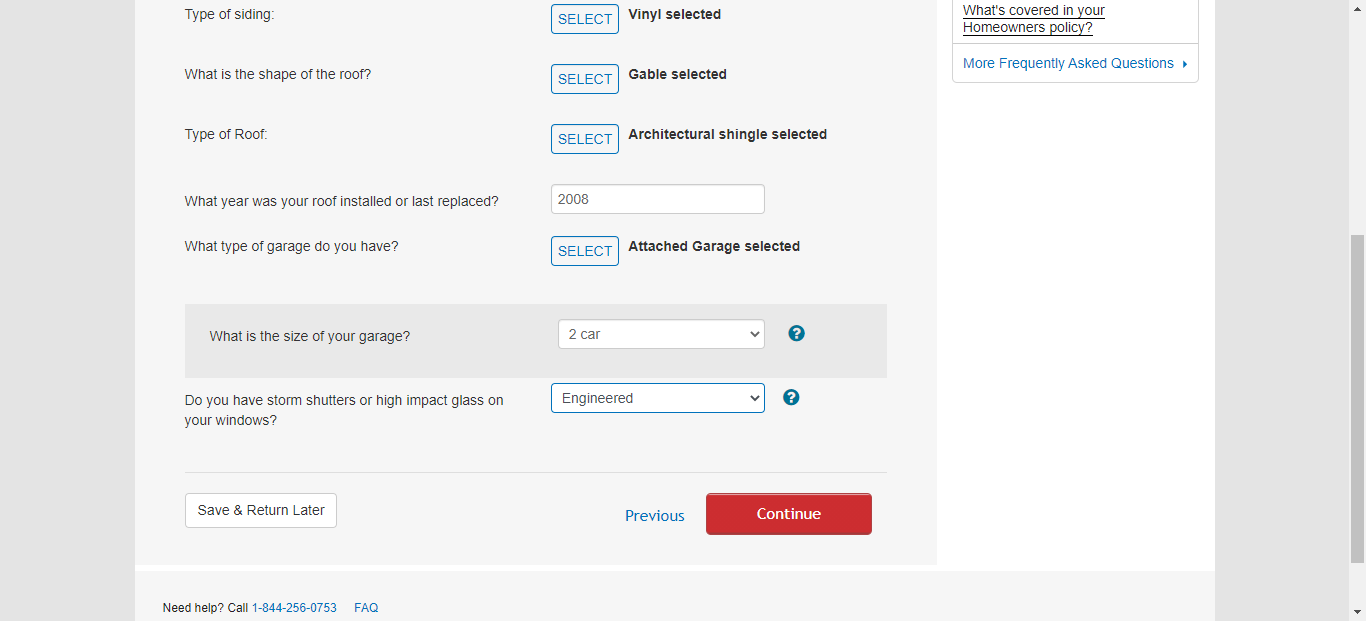 Type of siding:
SELECT
Vinyl selected
What is the shape of the roof?
SELECT
Gable selected
Type of Roof:
SELECT
Architectural shingle selected
What year was your roof installed or last replaced?
2008
What type of garage do you have?
SELECT
Attached Garage selected
What is the size of your garage?
2 car
?
Do you have storm shutters or high impact glass on
your windows?
Engineered
?
Save & Return Later
Previous
Continue
What's covered in your
Homeowners policy?
More Frequently Asked Questions
Need help? Call 1-844-256-0753 FAQ